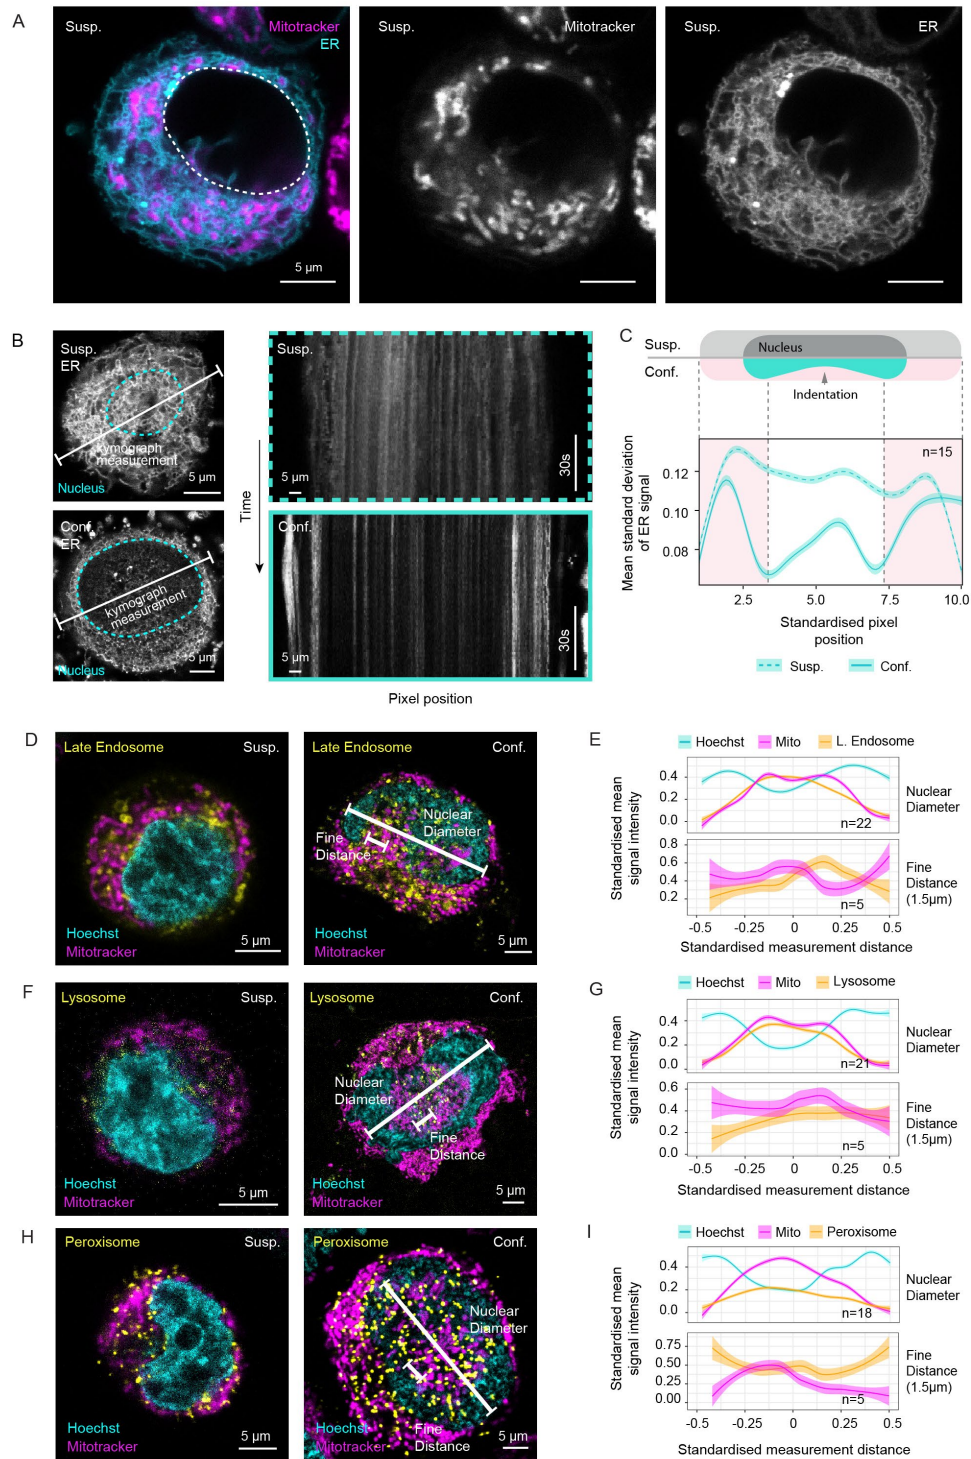 A
Susp.
Mitotracker
ER
5 µm
Susp.
Mitotracker
Susp.
ER
B
Susp.
ER
kymograph
measurement
5 µm
Nucleus
Conf.
ER
kymograph
measurement
5 µm
Nucleus
Time
Susp.
5 µm
30s
Conf.
5 µm
30s
Pixel position
C
Susp.
Conf.
Nucleus
Indentation
n=15
Mean standard deviation
of ER signal
0.12
0.10
0.08
2.5
5.0
7.5
10.0
Standardised pixel
position
Susp.
Conf.
D
Late Endosome
Susp.
Hoechst
Mitotracker
5 µm
Late Endosome
Conf.
Nuclear
Diameter
Fine
Distance
5 µm
E
Hoechst
Mito
L. Endosome
Standardised mean
signal intensity
0.4
0.2
0.0
n=22
Nuclear
Diameter
0.8
0.6
0.4
0.2
n=5
Fine
Distance
(1.5µm)
-0.5
-0.25
0
0.25
0.5
Standardised measurement distance
F
Lysosome
Susp.
Hoechst
Mitotracker
5 µm
Lysosome
Conf.
Nuclear
Diameter
Fine
Distance
5 µm
G
Hoechst
Mito
Lysosome
Standardised mean
signal intensity
0.4
0.2
0.0
n=21
Nuclear
Diameter
0.6
0.4
0.2
0.0
n=5
Fine
Distance
(1.5µm)
-0.5
-0.25
0
0.25
0.5
Standardised measurement distance
H
Peroxisome
Susp.
Hoechst
Mitotracker
5 µm
Peroxisome
Conf.
Nuclear
Diameter
Fine
Distance
Hoechst
Mitotracker
5 µm
I
Hoechst
Mito
Peroxisome
Standardised mean
signal intensity
0.4
0.2
0.0
n=18
Nuclear
Diameter
0.75
0.50
0.25
0.00
n=5
Fine
Distance
(1.5µm)
-0.5
-0.25
0
0.25
0.5
Standardised measurement distance